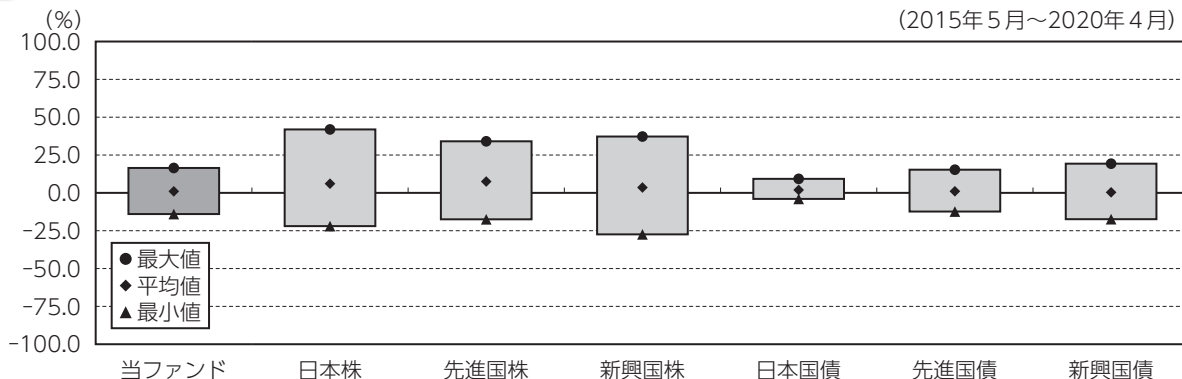 (%)
(2015年5月～2020年4月)
100.0
75.0
50.0
25.0
0.0
-25.0
-50.0
-75.0
-100.0
●最大値
◆平均値
▲最小値
当ファンド 日本株 先進国株 新興国株 日本国債 先進国債 新興国債